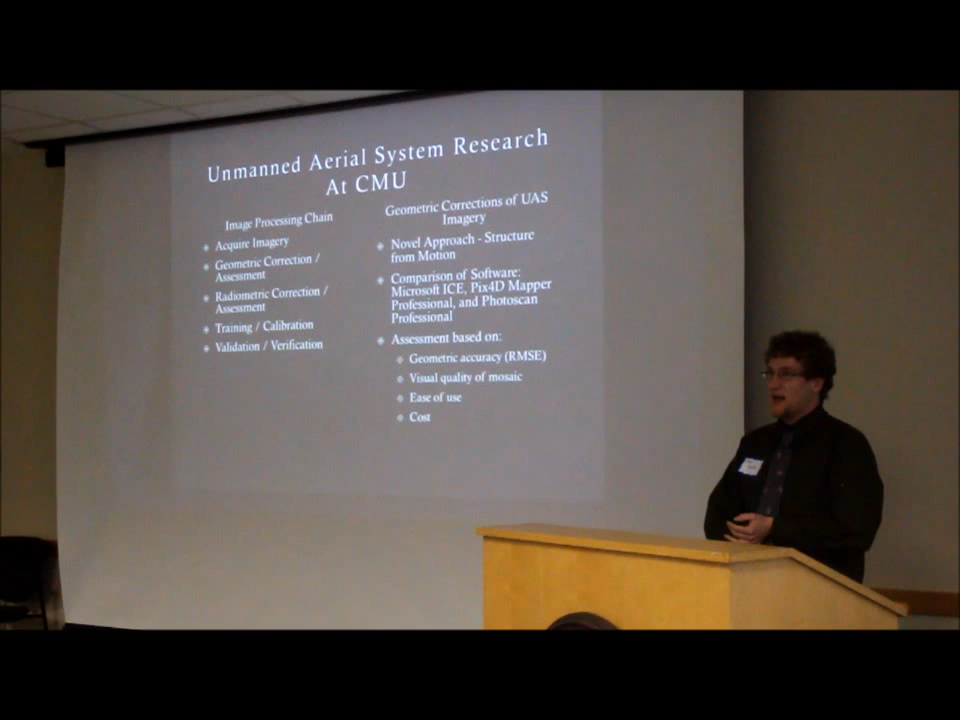 Unmanned Aerial System Research
At CMU
Image Processing Chain
Acquire Imagery
Geometric Correction /
Assessment
Radiometric Correction /
Assessment
Training / Calibration
Validation / Verification
Geometric Corrections of UAS
Imagery
Novel Approach - Structure
from Motion
Comparison of Software:
Microsoft ICE, Pix4D Mapper
Professional, and Photoscan
Professional
Assessment based on:
Geometric accuracy (RMSE)
Visual quality of mosaic
Ease of use
Cost